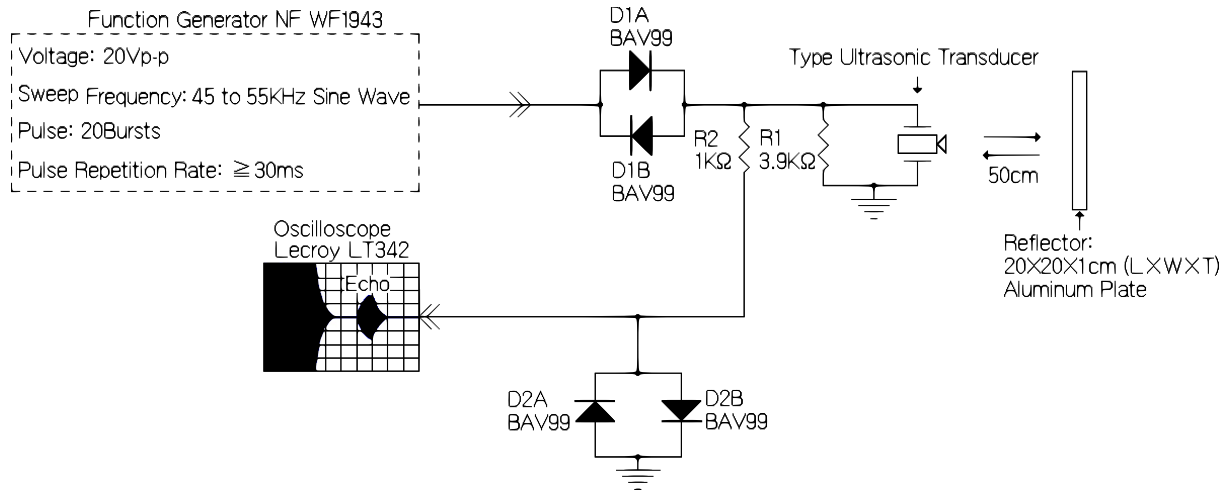 Function Generator NF WF1943
Voltage: 20Vp-p
Sweep Frequency: 45 to 55KHz Sine Wave
Pulse: 20Bursts
Pulse Repetition Rate: ≧30ms
D1A
BAV99
D1B
BAV99
R2
1KΩ
R1
3.9KΩ
Type Ultrasonic Transducer
50cm
Reflector:
20X20X1cm (LXWXT)
Aluminum Plate
Oscilloscope
Lecroy LT342
Echo
D2A
BAV99
D2B
BAV99